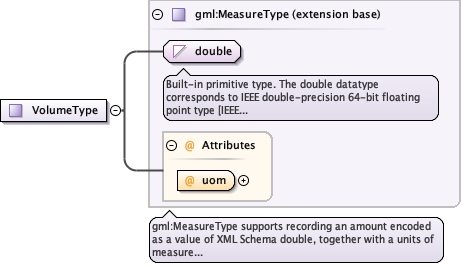 gml:MeasureType (extension base)
double
Built-in primitive type. The double datatype
corresponds to IEEE double-precision 64-bit floating
point type [IEEE...
VolumeType
@ Attributes
@ uom
gml:MeasureType supports recording an amount encoded
as a value of XML Schema double, together with a units of
measure...